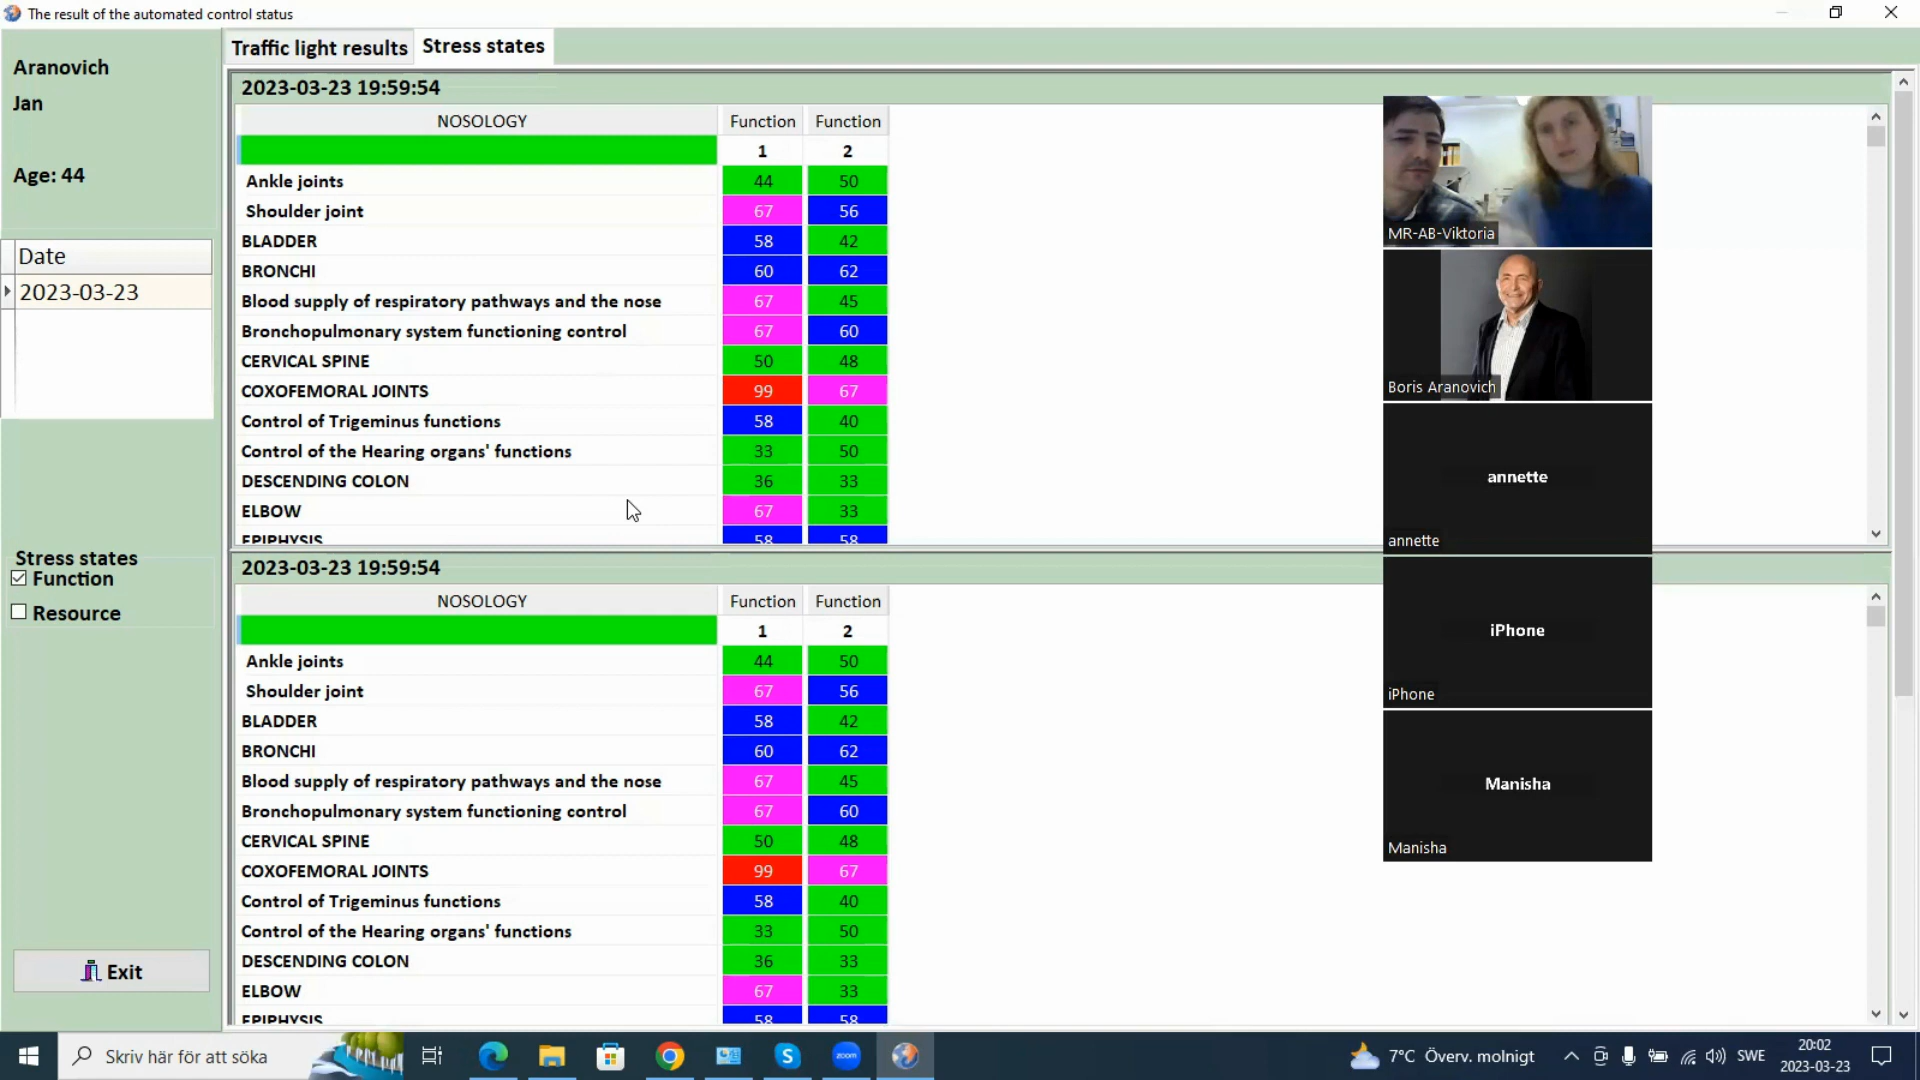 The result of the automated control status
Aranovich
Jan
Age: 44
Date
2023-03-23
Stress states
Function
Resource
Exit
Traffic light results
Stress states
2023-03-23 19:59:54
NOSOLOGY Function Function
1 2
Ankle joints 44 50
Shoulder joint 67 56
BLADDER 58 42
BRONCHI 60 62
Blood supply of respiratory pathways and the nose 67 45
Bronchopulmonary system functioning control 67 60
CERVICAL SPINE 50 48
COXOFEMORAL JOINTS 99 67
Control of Trigeminus functions 58 40
Control of the Hearing organs' functions 33 50
DESCENDING COLON 36 33
ELBOW 67 33
EPIPHYSIS 58 58
2023-03-23 19:59:54
NOSOLOGY Function Function
1 2
Ankle joints 44 50
Shoulder joint 67 56
BLADDER 58 42
BRONCHI 60 62
Blood supply of respiratory pathways and the nose 67 45
Bronchopulmonary system functioning control 67 60
CERVICAL SPINE 50 48
COXOFEMORAL JOINTS 99 67
Control of Trigeminus functions 58 40
Control of the Hearing organs' functions 33 50
DESCENDING COLON 36 33
ELBOW 67 33
EPIPHYSIS 58 58
MR-AB-Viktoria
Boris Aranovich
annette
annette
iPhone
iPhone
Manisha
Manisha
Skriv här för att söka
zoom
7°C Överv. molnigt
SWE
20:02
2023-03-23